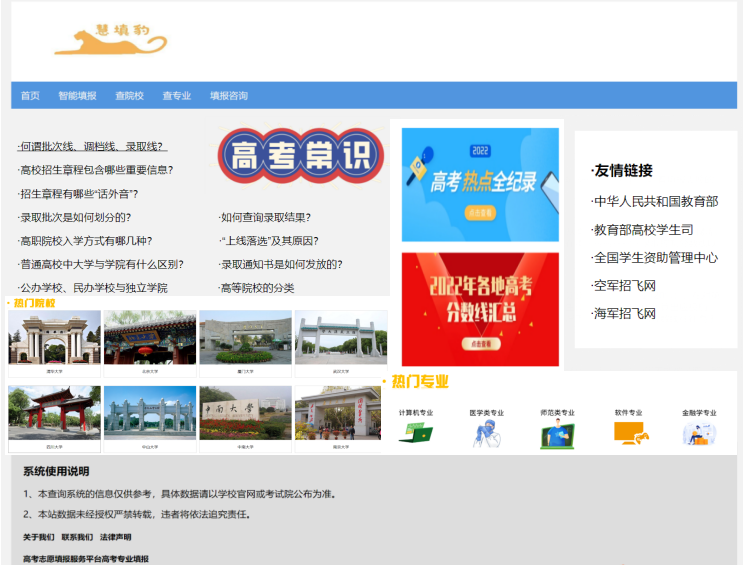 慧填豹
首页 智能填报 查院校 查专业 填报咨询
·何谓批次线、调档线、录取线？
·高校招生章程包含哪些重要信息？
·招生章程有哪些“话外音”？
·录取批次是如何划分的？
·高职院校入学方式有哪几种？
·普通高校中大学与学院有什么区别？
·公办学校、民办学校与独立学院
高考常识
·如何查询录取结果？
·“上线落选”及其原因？
·录取通知书是如何发放的？
·高等院校的分类
2022
高考热点全纪录
点击查看
2022年各地高考
分数线汇总
点击查看
·友情链接
·中华人民共和国教育部
·教育部高校学生司
·全国学生资助管理中心
·空军招飞网
·海军招飞网
·热门院校
清华大学 北京大学 厦门大学 武汉大学
中南大学
四川大学 中山大学 中南大学 南开大学
·热门专业
计算机专业 医学类专业 师范类专业 软件专业 金融学专业
系统使用说明
1、本查询系统的信息仅供参考，具体数据请以学校官网或考试院公布为准。
2、本站数据未经授权严禁转载，违者将依法追究责任。
关于我们 联系我们 法律声明
高考志愿填报服务平台高考专业填报